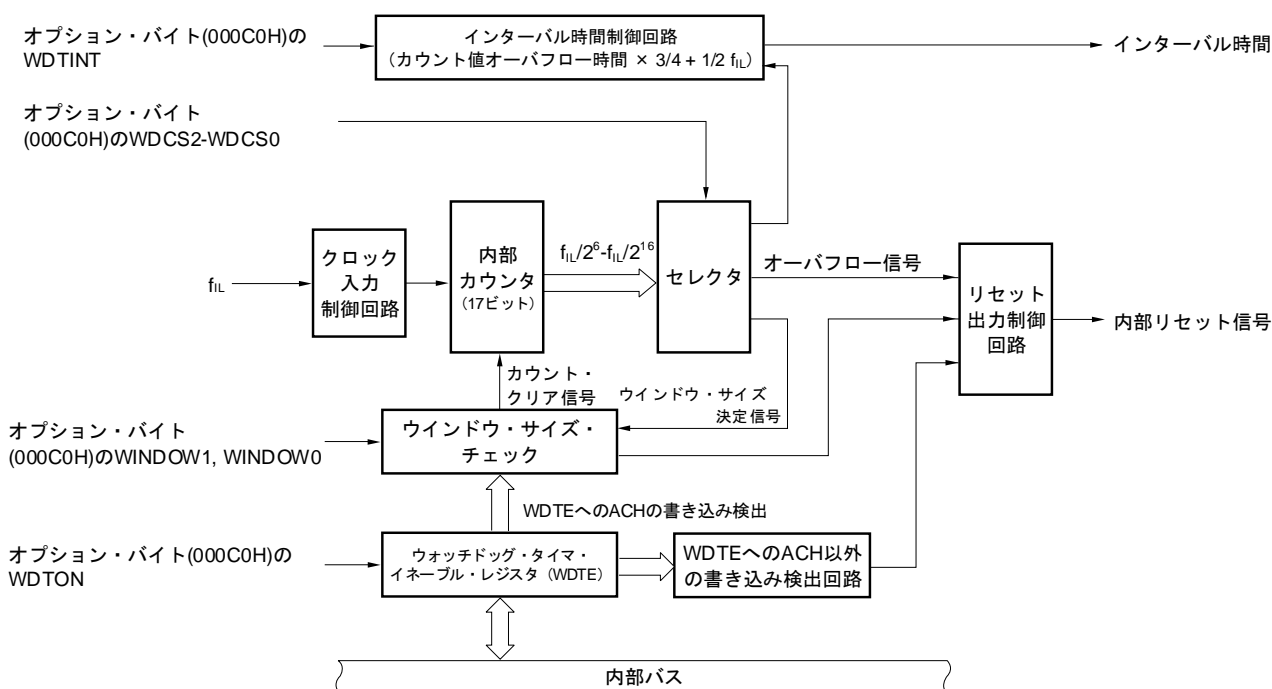 オプション・バイト(000C0H)の
WDTINT
インターバル時間制御回路
(カウント値オーバフロー時間 × 3/4 + 1/2 fIL)
インターバル時間
オプション・バイト
(000C0H)のWDCS2-WDCS0
fIL
クロック
入力
制御回路
内部
カウンタ
(17ビット)
fIL/2^6-fIL/2^16
セレクタ
オーバフロー信号
リセット
出力制御
回路
内部リセット信号
カウント・
クリア信号
ウインドウ・サイズ
決定信号
オプション・バイト
(000C0H)のWINDOW1, WINDOW0
ウインドウ・サイズ・
チェック
WDTEへのACHの書き込み検出
オプション・バイト(000C0H)の
WDTON
ウォッチドッグ・タイマ・
イネーブル・レジスタ (WDTE)
WDTEへのACH以外
の書き込み検出回路
内部バス